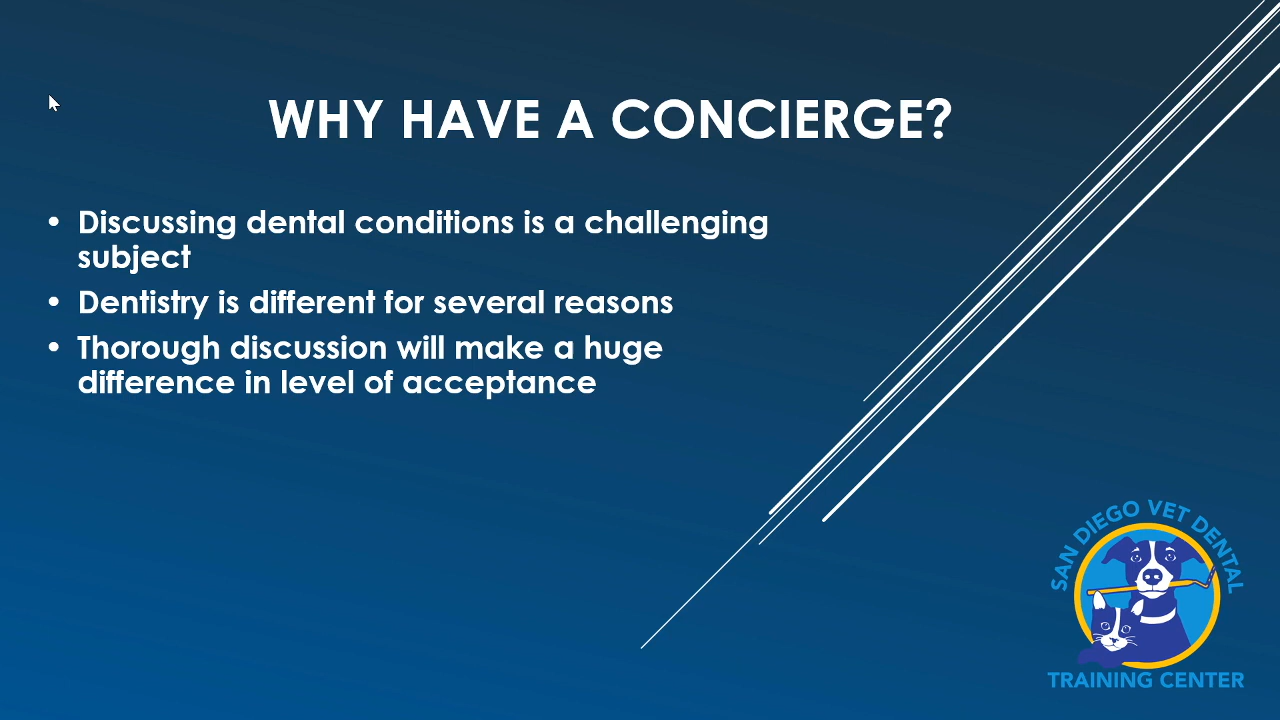 WHY HAVE A CONCIERGE?
• Discussing dental conditions is a challenging
subject
• Dentistry is different for several reasons
• Thorough discussion will make a huge
difference in level of acceptance
SAN DIEGO VET DENTAL
TRAINING CENTER